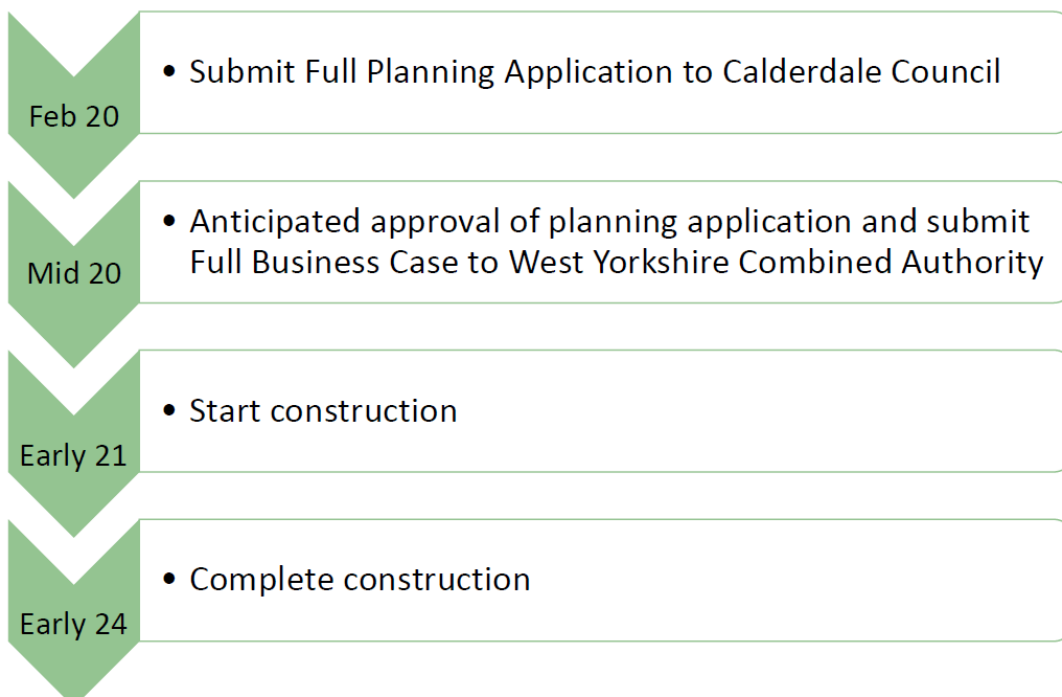 Feb 20
• Submit Full Planning Application to Calderdale Council
Mid 20
• Anticipated approval of planning application and submit
Full Business Case to West Yorkshire Combined Authority
Early 21
• Start construction
Early 24
• Complete construction